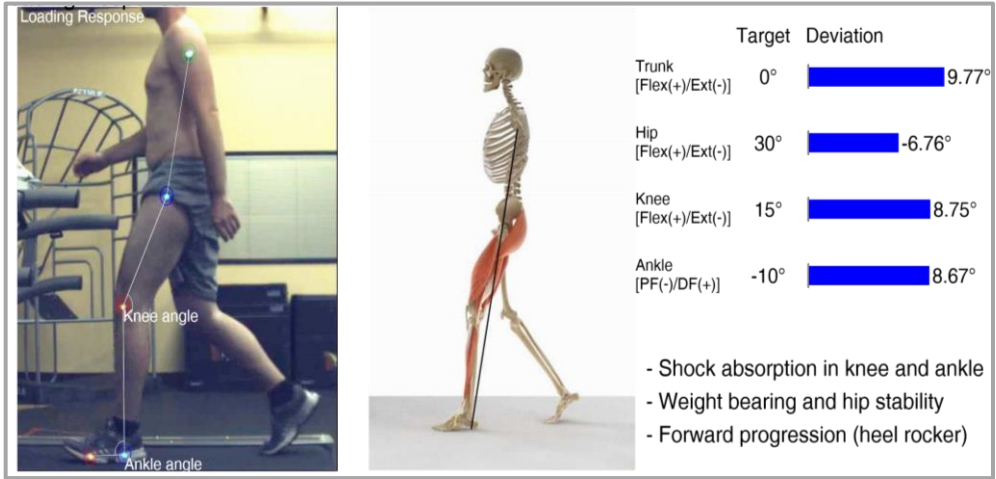 Loading Response
Knee angle
Ankle angle
Target Deviation
Trunk
[Flex(+)/Ext(-)]
0°
9.77°
Hip
[Flex(+)/Ext(-)]
30°
-6.76°
Knee
[Flex(+)/Ext(-)]
15°
8.75°
Ankle
[PF(-)/DF(+)]
-10°
8.67°
- Shock absorption in knee and ankle
- Weight bearing and hip stability
- Forward progression (heel rocker)